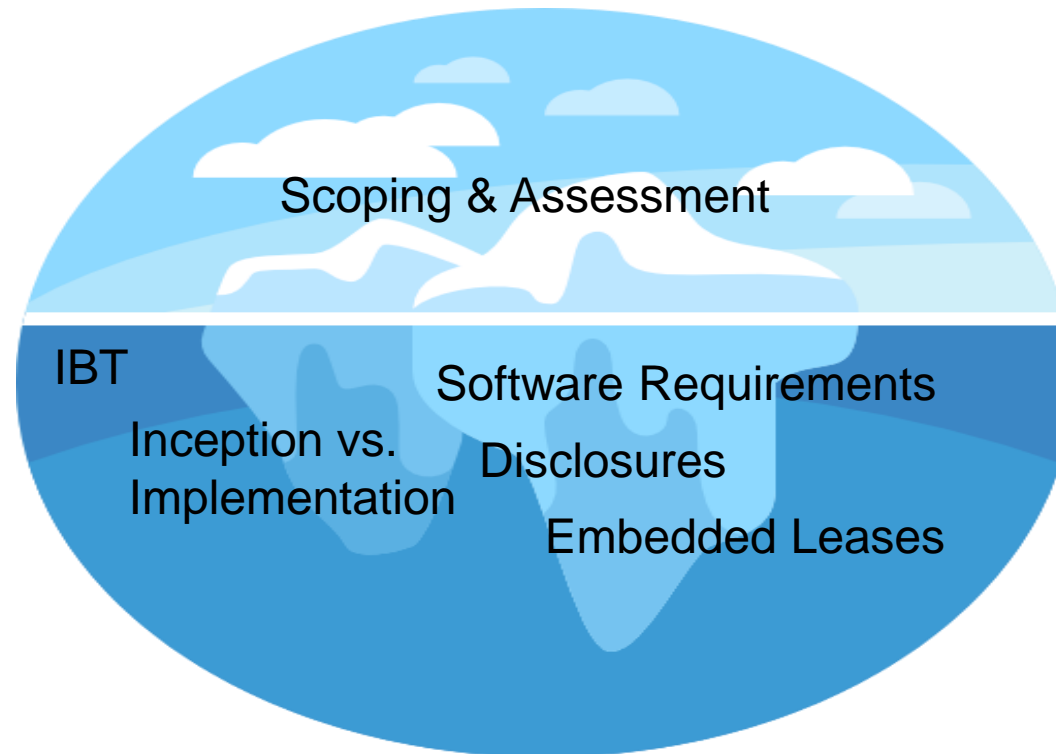 Scoping & Assessment
IBT
Software Requirements
Inception vs.
Implementation
Disclosures
Embedded Leases